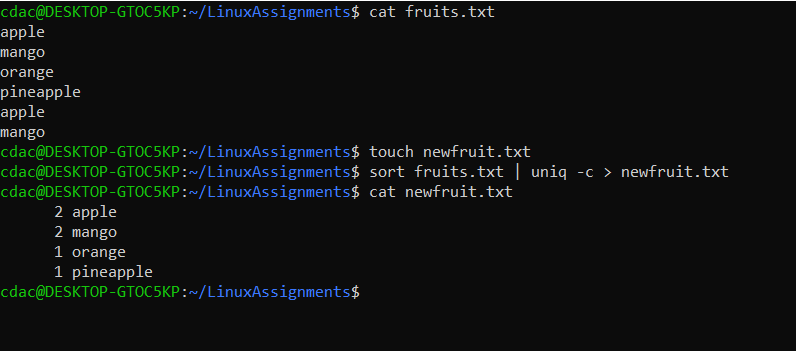 cdac@DESKTOP-GTOC5KP:~/LinuxAssignments$ cat fruits.txt
apple
mango
orange
pineapple
apple
mango
cdac@DESKTOP-GTOC5KP:~/LinuxAssignments$ touch newfruit.txt
cdac@DESKTOP-GTOC5KP:~/LinuxAssignments$ sort fruits.txt | uniq -c > newfruit.txt
cdac@DESKTOP-GTOC5KP:~/LinuxAssignments$ cat newfruit.txt
      2 apple
      2 mango
      1 orange
      1 pineapple
cdac@DESKTOP-GTOC5KP:~/LinuxAssignments$